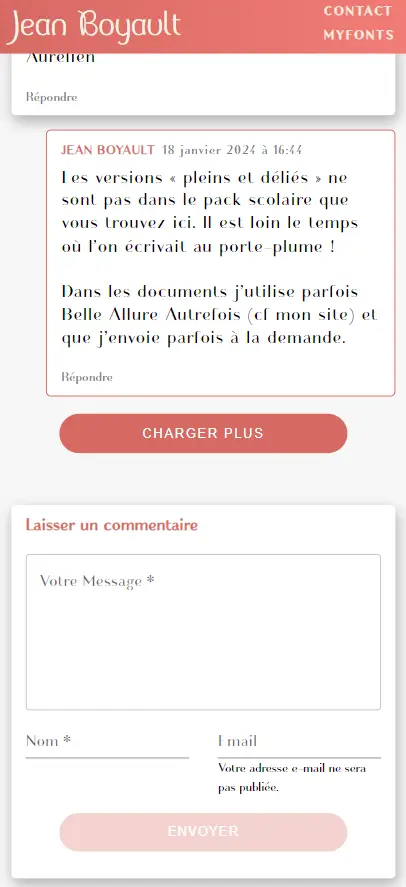 Jean Boyault
CONTACT
MYFONTS
Aurélien
Répondre
JEAN BOYAULT 18 janvier 2024 à 16:44
Les versions « pleins et déliés » ne
sont pas dans le pack scolaire que
vous trouvez ici. Il est loin le temps
où l'on écrivait au porte-plume !
Dans les documents j'utilise parfois
Belle Allure Autrefois (cf mon site) et
que j'envoie parfois à la demande.
Répondre
CHARGER PLUS
Laisser un commentaire
Votre Message *
Nom *
Email
Votre adresse e-mail ne sera
pas publiée.
ENVOYER